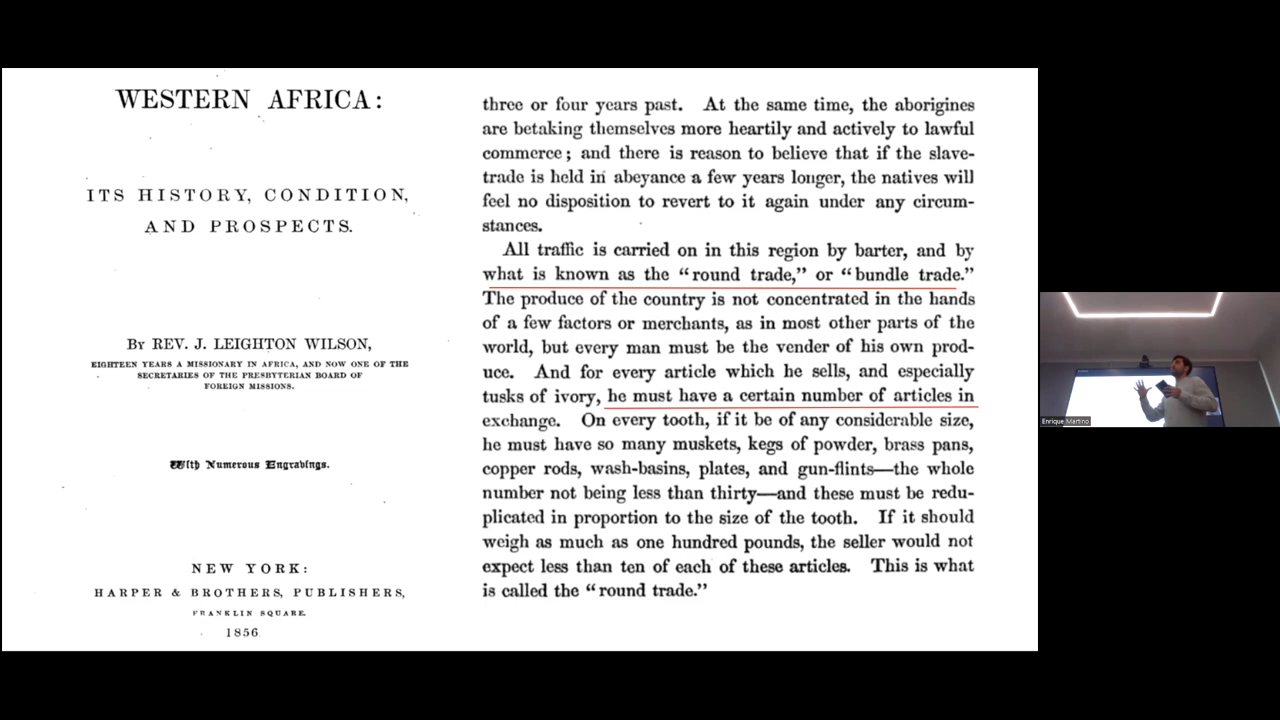 WESTERN AFRICA:
ITS HISTORY, CONDITION,
AND PROSPECTS.
By REV. J. LEIGHTON WILSON,
EIGHTEEN YEARS A MISSIONARY IN AFRICA, AND NOW ONE OF THE
SECRETARIES OF THE PRESBYTERIAN BOARD OF
FOREIGN MISSIONS.
With Numerous Engravings.
NEW YORK:
HARPER & BROTHERS, PUBLISHERS,
FRANKLIN SQUARE.
1856
three or four years past. At the same time, the aborigines
are betaking themselves more heartily and actively to lawful
commerce; and there is reason to believe that if the slave-
trade is held in abeyance a few years longer, the natives will
feel no disposition to revert to it again under any circum-
stances.
All traffic is carried on in this region by barter, and by
what is known as the “round trade,” or “bundle trade.”
The produce of the country is not concentrated in the hands
of a few factors or merchants, as in most other parts of the
world, but every man must be the vender of his own prod-
uce. And for every article which he sells, and especially
tusks of ivory, he must have a certain number of articles in
exchange. On every tooth, if it be of any considerable size,
he must have so many muskets, kegs of powder, brass pans,
copper rods, wash-basins, plates, and gun-flints—the whole
number not being less than thirty—and these must be redu-
plicated in proportion to the size of the tooth. If it should
weigh as much as one hundred pounds, the seller would not
expect less than ten of each of these articles. This is what
is called the “round trade.”
Enrique Martino